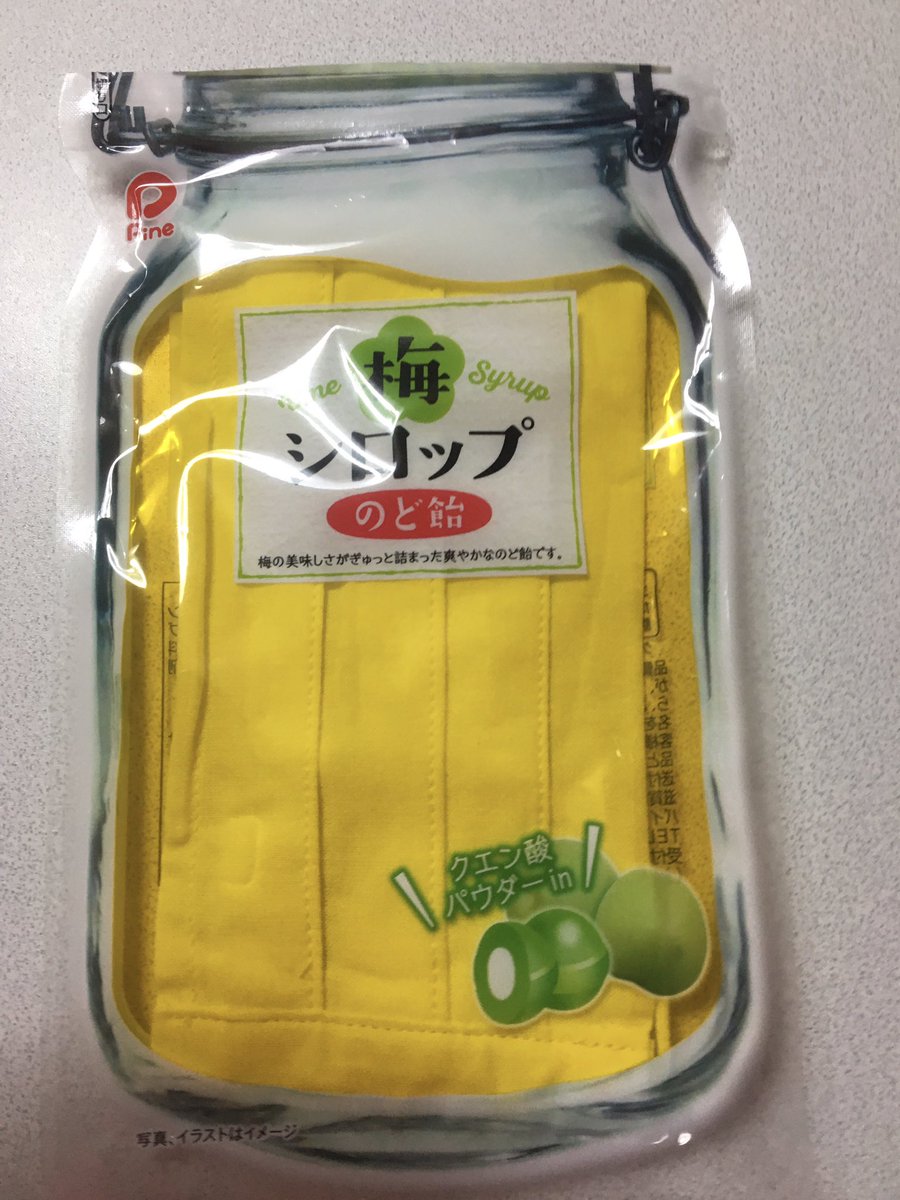 Pine
梅
Syrup
シロップ
のど飴
梅の美味しさがぎゅっと詰まった爽やかなのど飴です。
クエン酸
パウダーin
写真、イラストはイメージ